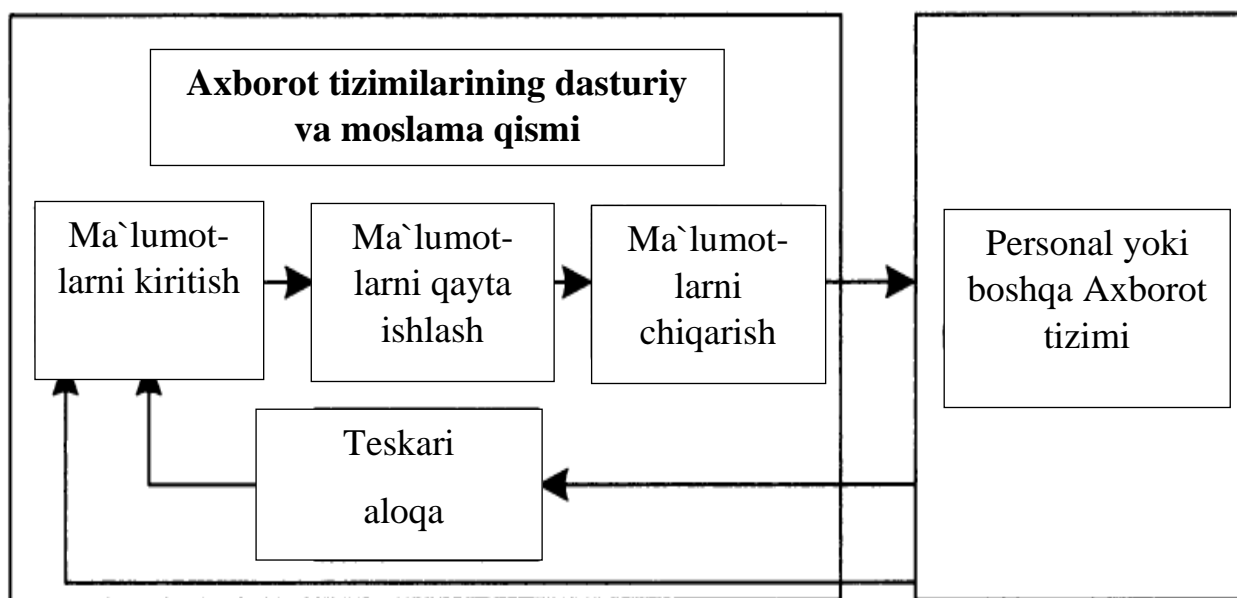 Axborot tizimilarining dasturiy
va moslama qismi
Ma`lumot-
larni kiritish
Ma`lumot-
larni qayta
ishlash
Ma`lumot-
larni
chiqarish
Personal yoki
boshqa Axborot
tizimi
Teskari
aloqa